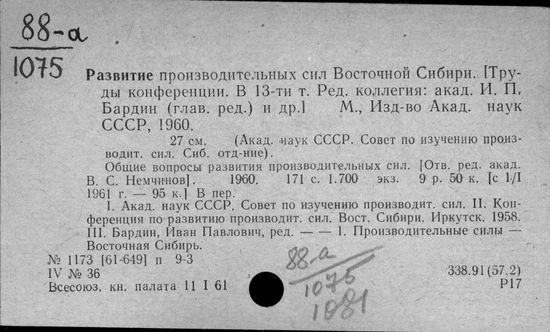 88-а
1075
Развитие производительных сил Восточной Сибири. [Тру-
ды конференции. В 13-ти т. Ред. коллегия: акад. И. П.
Бардин (глав. ред.) и др.] М., Изд-во Акад. наук
СССР, 1960.
27 см. (Акад. наук СССР. Совет по изучению произ-
водит. сил. Сиб. отд-ние).
Общие вопросы развития производительных сил. [Отв. ред. акад.
В. С. Немчинов]. 1960. 171 с. 1.700 экз. 9 р. 50 к. [с 1/I
1961 г. — 95 к.] В пер.
I. Акад. наук СССР. Совет по изучению производит. сил. II. Кон-
ференция по развитию производит. сил. Вост. Сибири. Иркутск. 1958.
III. Бардин, Иван Павлович, ред. — — 1. Производительные силы —
Восточная Сибирь.
№ 1173 [61-649] п 9-3
IV № 36
Всесоюз. кн. палата 11 I 61
338.91(57.2)
Р17
88-а
1075
1081